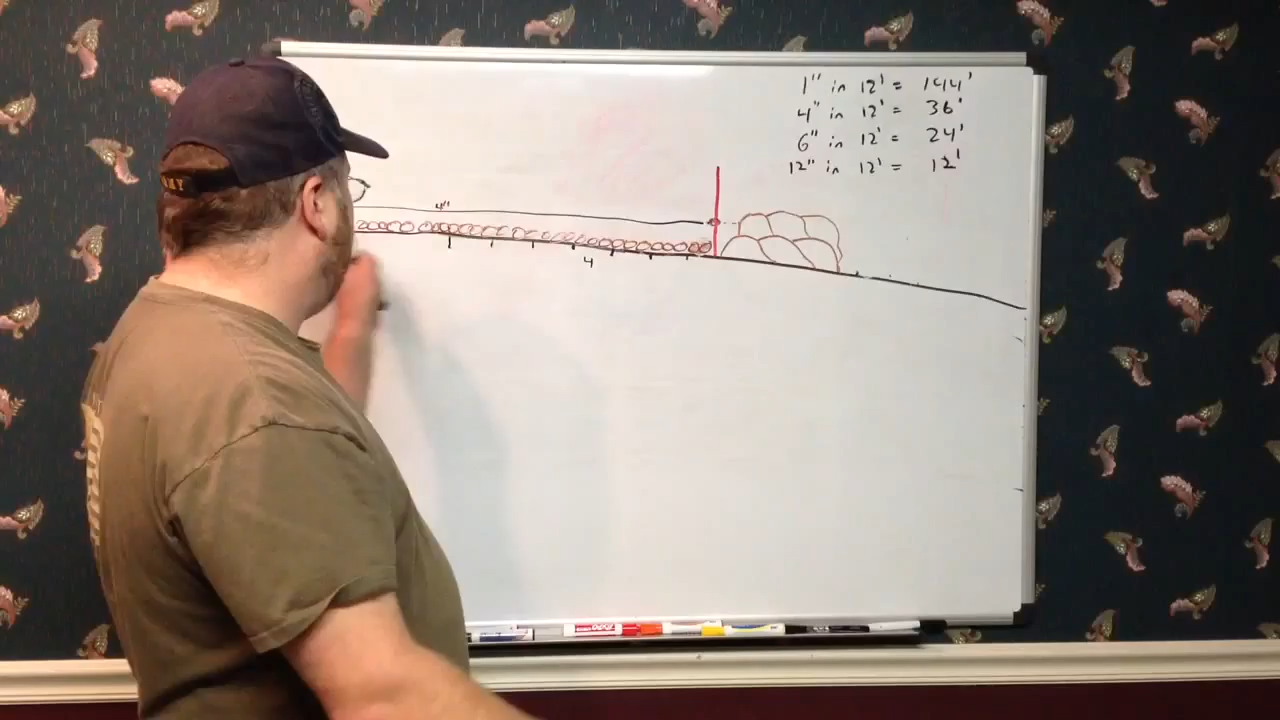 1" in 12' = 144'
4" in 12' = 36'
6" in 12' = 24'
12" in 12' = 12'
4"
4